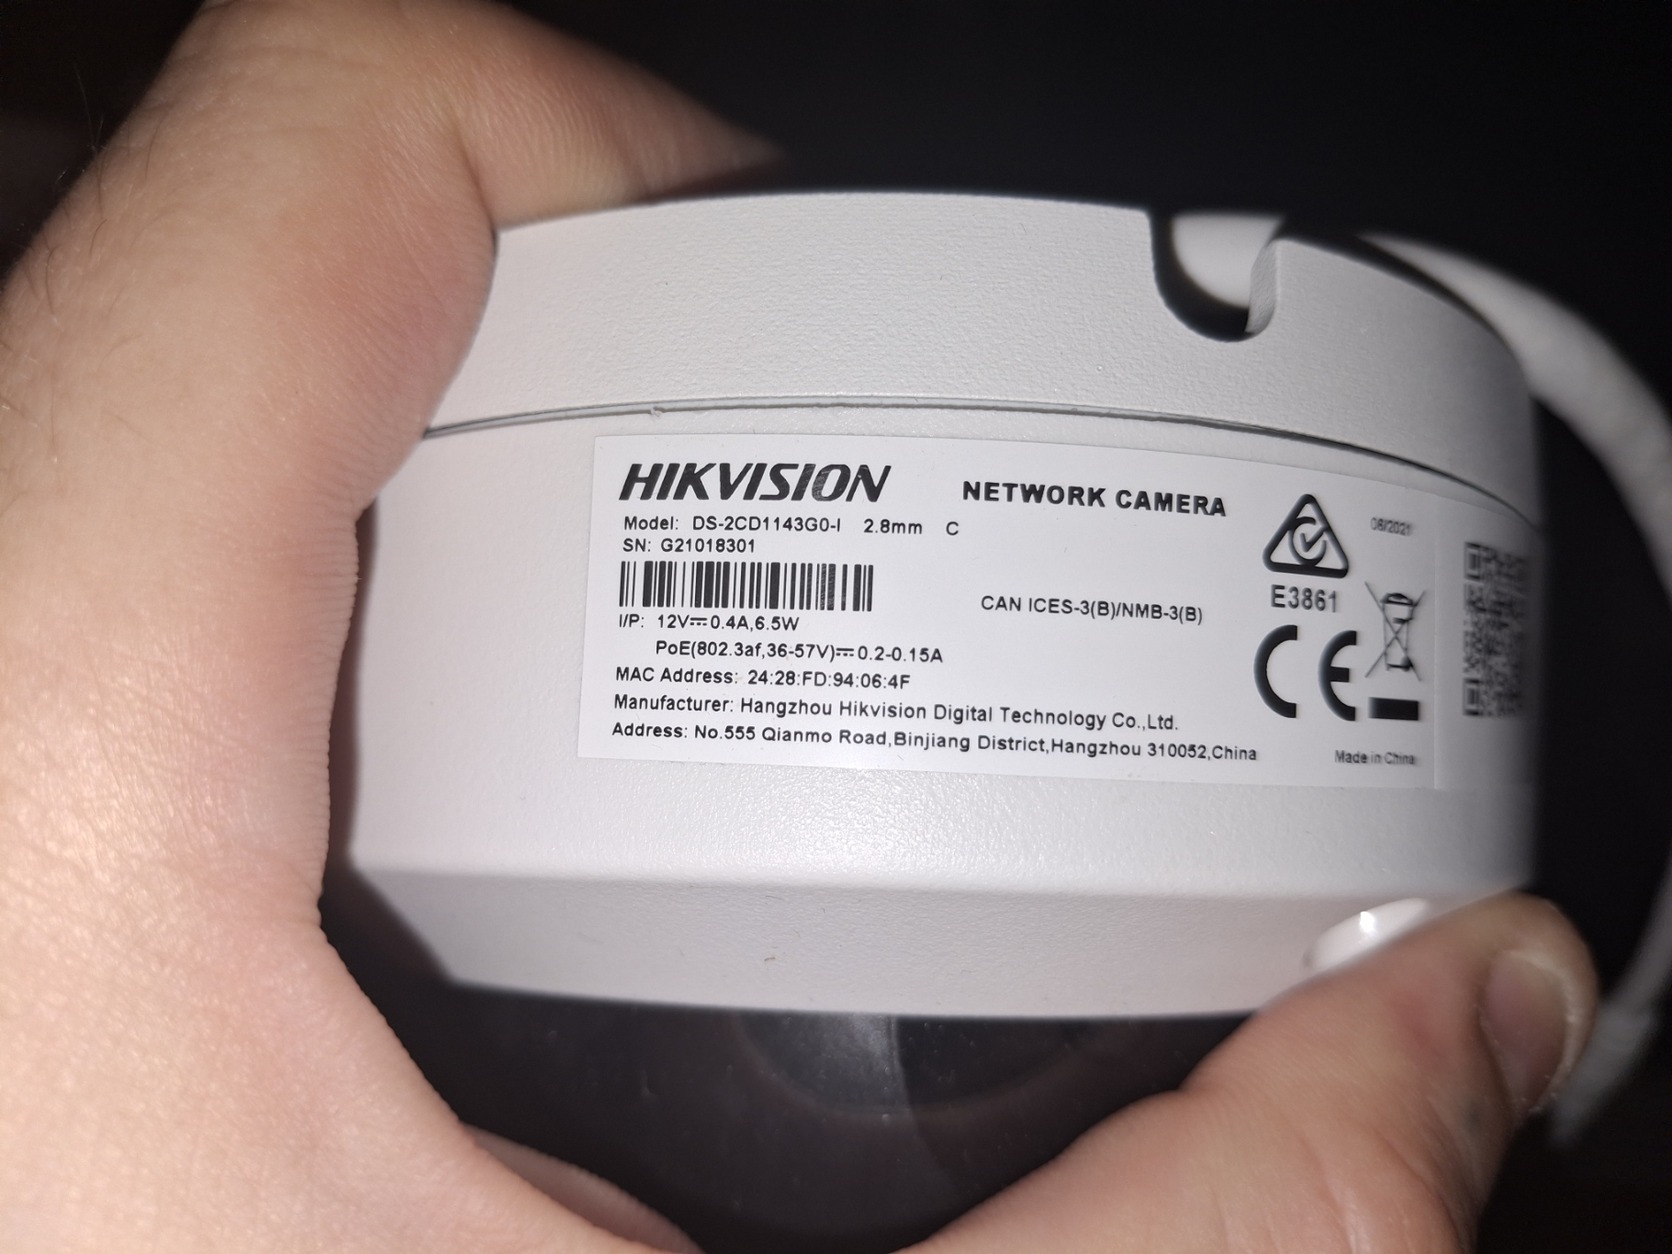 HIKVISION
NETWORK CAMERA
Model: DS-2CD1143G0-I 2.8mm C
SN: G21018301
I/P: 12V⎓0.4A,6.5W
PoE(802.3af,36-57V)⎓0.2-0.15A
MAC Address: 24:28:FD:94:06:4F
Manufacturer: Hangzhou Hikvision Digital Technology Co.,Ltd.
Address: No.555 Qianmo Road,Binjiang District,Hangzhou 310052,China
CAN ICES-3(B)/NMB-3(B)
06/2021
E3861
CE
Made in China